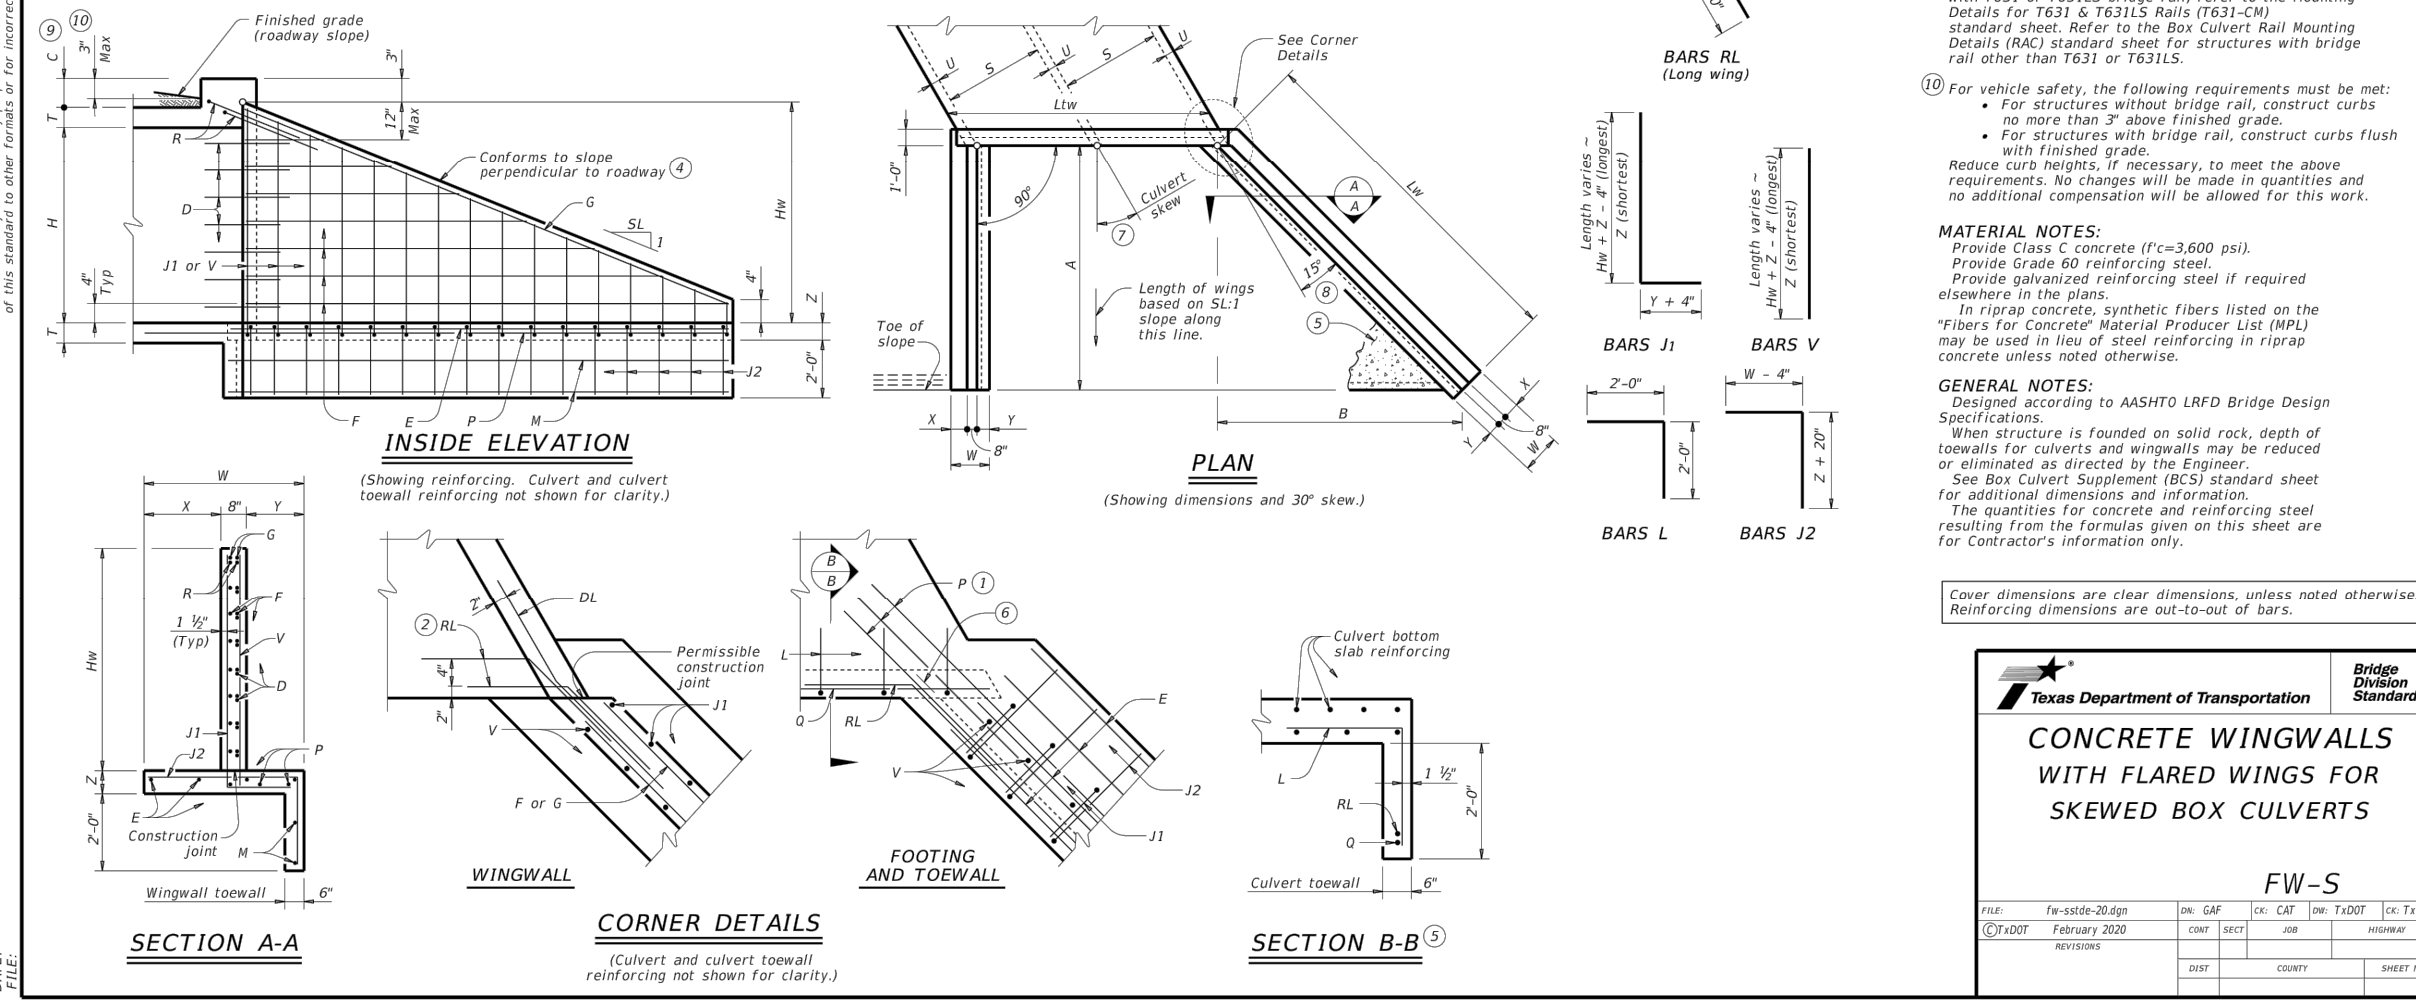 of this standard to other formats or for incorrec
FILE:
9
10
Finished grade
(roadway slope)
C
3"
Max
3"
12"
Max
T
R
H
D
J1 or V
4"
Typ
T
Conforms to slope
perpendicular to roadway 4
G
SL
1
Hw
4"
Z
2'-0"
J2
F
E
P
M
INSIDE ELEVATION
(Showing reinforcing. Culvert and culvert
toewall reinforcing not shown for clarity.)
U
S
U
S
U
See Corner
Details
Ltw
1'-0"
90°
Culvert
skew
7
A
A
A
Lw
15°
8
5
Length of wings
based on SL:1
slope along
this line.
Toe of
slope
X
Y
8"
W
B
X
8"
Y
W
PLAN
(Showing dimensions and 30° skew.)
BARS RL
(Long wing)
Length varies ~
Hw + Z - 4" (longest)
Z (shortest)
Y + 4"
BARS J1
Length varies ~
Hw + Z - 4" (longest)
Z (shortest)
BARS V
2'-0"
2'-0"
BARS L
W - 4"
Z + 20"
BARS J2
Details for T631 & T631LS Rails (T631-CM)
standard sheet. Refer to the Box Culvert Rail Mounting
Details (RAC) standard sheet for structures with bridge
rail other than T631 or T631LS.
10 For vehicle safety, the following requirements must be met:
• For structures without bridge rail, construct curbs
no more than 3" above finished grade.
• For structures with bridge rail, construct curbs flush
with finished grade.
Reduce curb heights, if necessary, to meet the above
requirements. No changes will be made in quantities and
no additional compensation will be allowed for this work.
MATERIAL NOTES:
Provide Class C concrete (f'c=3,600 psi).
Provide Grade 60 reinforcing steel.
Provide galvanized reinforcing steel if required
elsewhere in the plans.
In riprap concrete, synthetic fibers listed on the
"Fibers for Concrete" Material Producer List (MPL)
may be used in lieu of steel reinforcing in riprap
concrete unless noted otherwise.
GENERAL NOTES:
Designed according to AASHTO LRFD Bridge Design
Specifications.
When structure is founded on solid rock, depth of
toewalls for culverts and wingwalls may be reduced
or eliminated as directed by the Engineer.
See Box Culvert Supplement (BCS) standard sheet
for additional dimensions and information.
The quantities for concrete and reinforcing steel
resulting from the formulas given on this sheet are
for Contractor's information only.
W
X
8"
Y
G
R
F
1 ½"
(Typ)
V
Hw
D
J1
J2
P
Z
E
2'-0"
Construction
joint
M
Wingwall toewall
6"
SECTION A-A
2"
DL
2 RL
4"
2"
Permissible
construction
joint
J1
V
F or G
WINGWALL
B
B
P 1
6
L
Q
RL
E
V
J2
J1
FOOTING
AND TOEWALL
CORNER DETAILS
(Culvert and culvert toewall
reinforcing not shown for clarity.)
Culvert bottom
slab reinforcing
L
1 ½"
RL
Q
2'-0"
Culvert toewall
6"
SECTION B-B 5
Cover dimensions are clear dimensions, unless noted otherwise
Reinforcing dimensions are out-to-out of bars.
®
Texas Department of Transportation
Bridge
Division
Standard
CONCRETE WINGWALLS
WITH FLARED WINGS FOR
SKEWED BOX CULVERTS
FW-S
FILE: fw-sstde-20.dgn DN: GAF CK: CAT DW: TxDOT CK: Tx
©TxDOT February 2020 CONT SECT JOB HIGHWAY
REVISIONS
DIST COUNTY SHEET